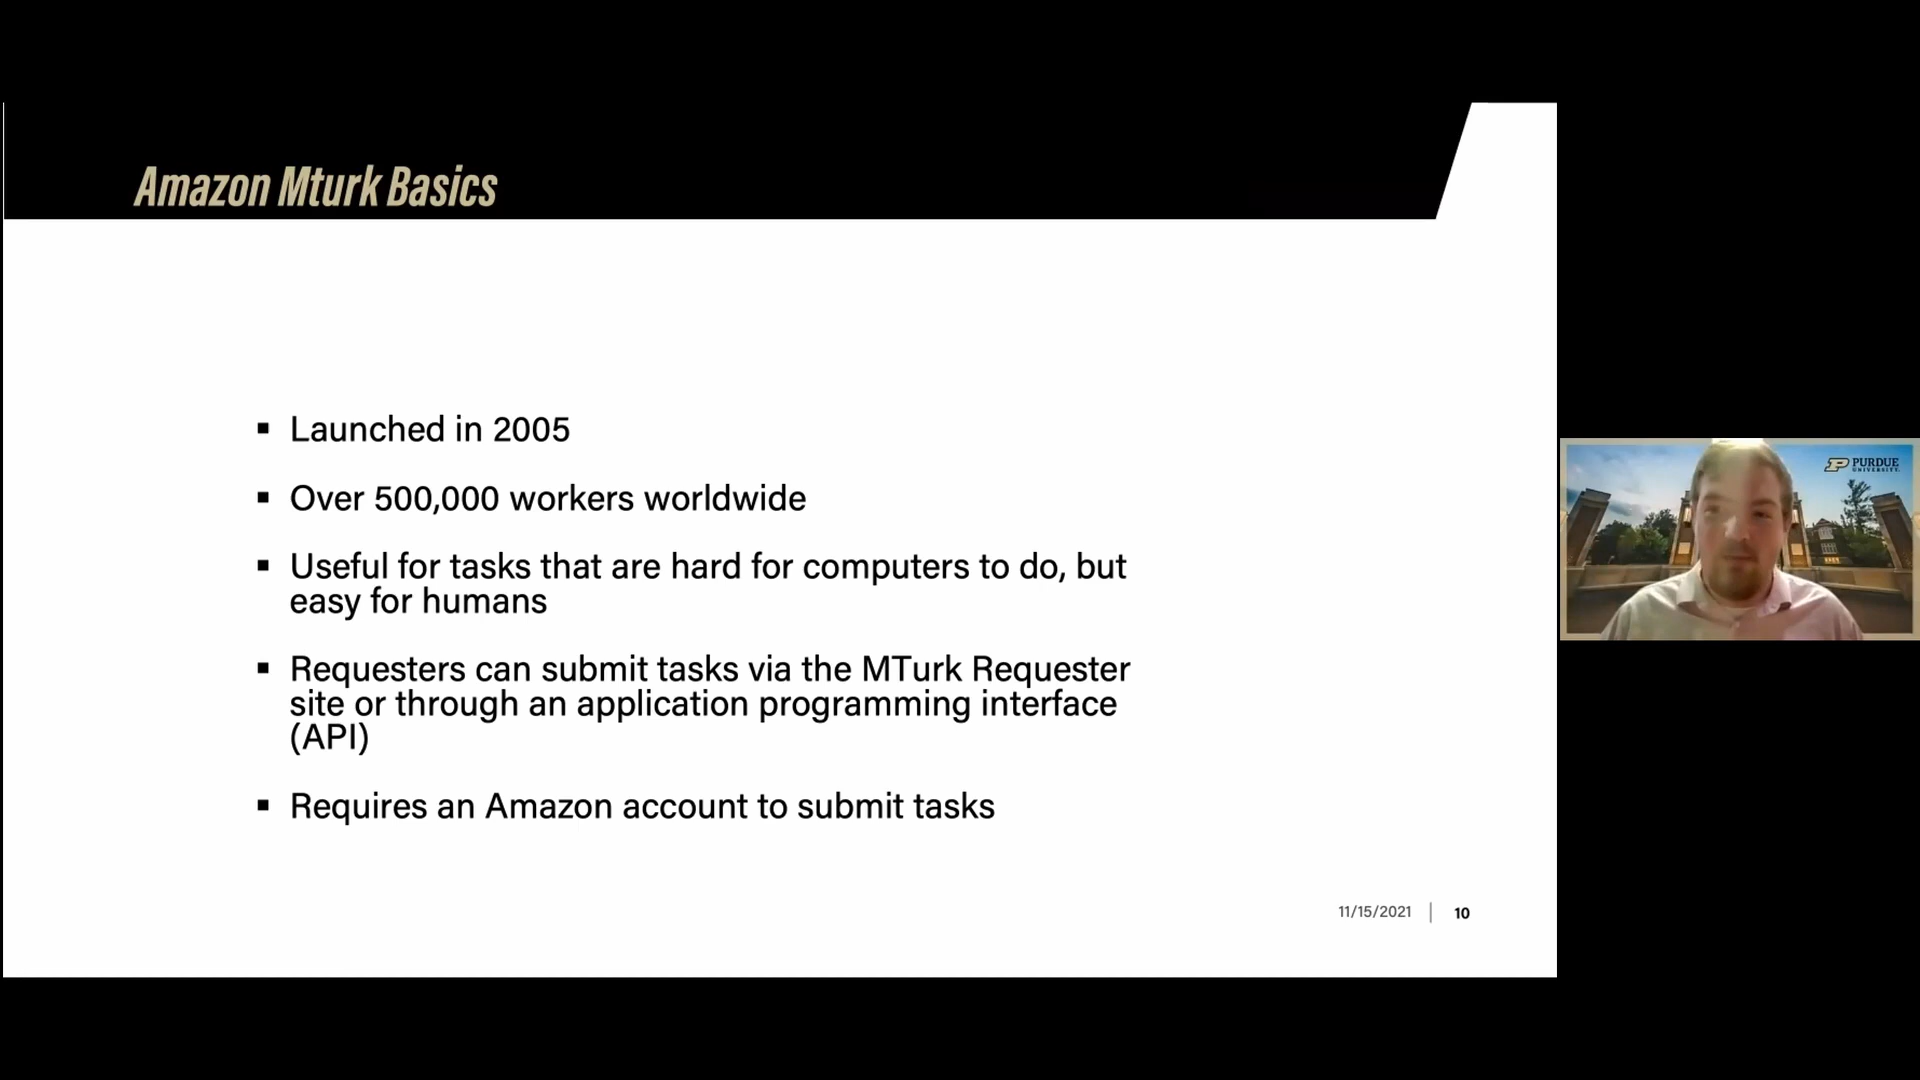 Amazon Mturk Basics
▪ Launched in 2005
▪ Over 500,000 workers worldwide
▪ Useful for tasks that are hard for computers to do, but
easy for humans
▪ Requesters can submit tasks via the MTurk Requester
site or through an application programming interface
(API)
▪ Requires an Amazon account to submit tasks
11/15/2021 | 10
P PURDUE
UNIVERSITY